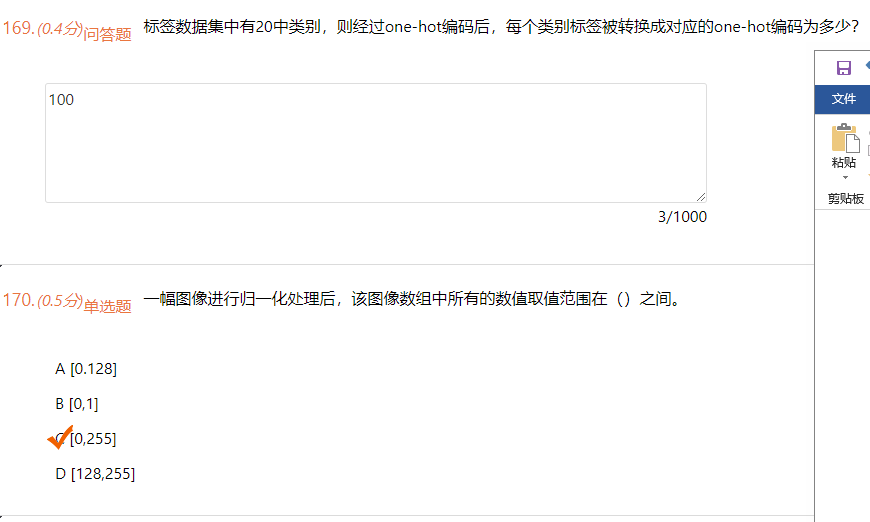 169.(0.4分)问答题 标签数据集中有20中类别，则经过one-hot编码后，每个类别标签被转换成对应的one-hot编码为多少？
文件
100
粘贴
剪贴板
3/1000
170.(0.5分)单选题 一幅图像进行归一化处理后，该图像数组中所有的数值取值范围在（）之间。
A [0.128]
B [0,1]
C [0,255]
D [128,255]